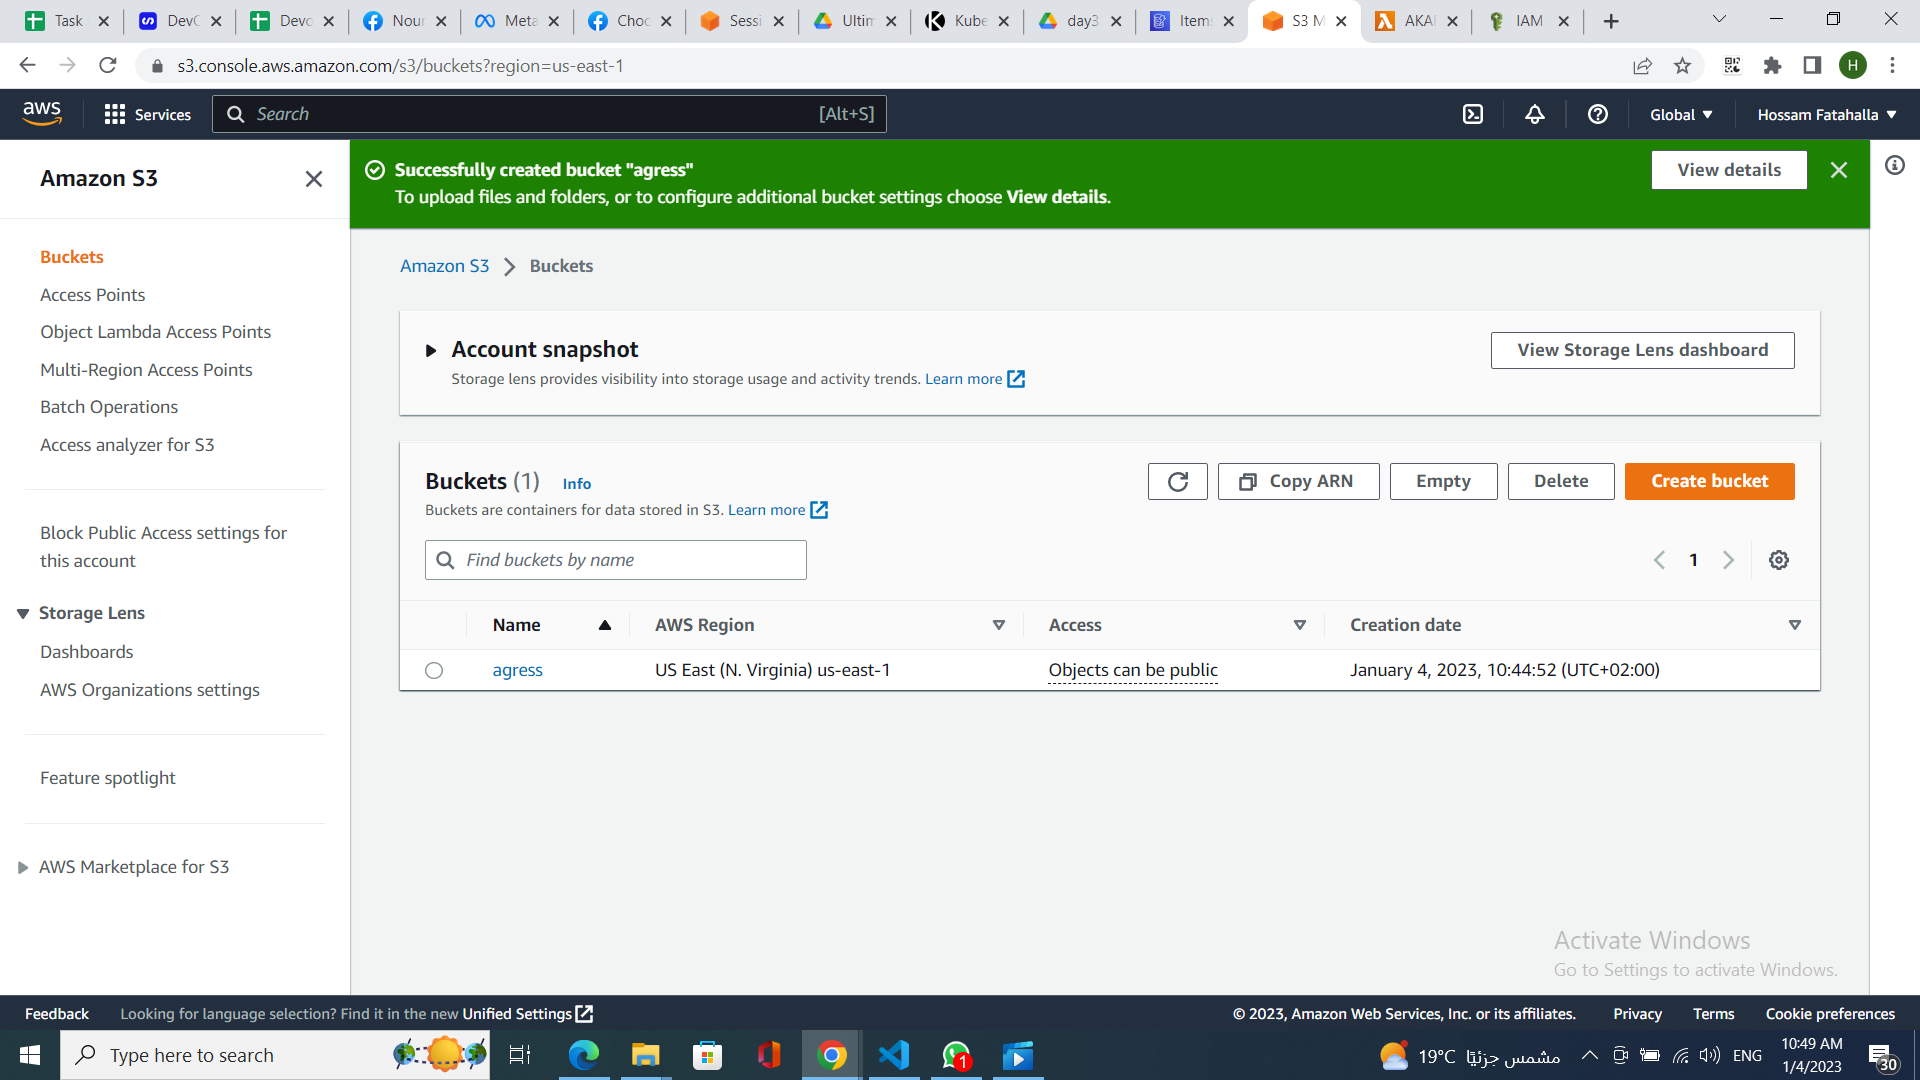 Task
DevO
Devo
Nour
Meta
Choc
Sessi
Ultim
Kube
day3
Item
S3 M
AKA
IAM
s3.console.aws.amazon.com/s3/buckets?region=us-east-1
H
aws
Services
Search
[Alt+S]
Global
Hossam Fatahalla
Amazon S3
Successfully created bucket "agress"
To upload files and folders, or to configure additional bucket settings choose View details.
View details
Buckets
Access Points
Object Lambda Access Points
Multi-Region Access Points
Batch Operations
Access analyzer for S3
Block Public Access settings for
this account
Storage Lens
Dashboards
AWS Organizations settings
Feature spotlight
AWS Marketplace for S3
Amazon S3
Buckets
Account snapshot
Storage lens provides visibility into storage usage and activity trends. Learn more
View Storage Lens dashboard
Buckets (1)
Info
Buckets are containers for data stored in S3. Learn more
Copy ARN
Empty
Delete
Create bucket
Find buckets by name
1
Name
AWS Region
Access
Creation date
agress
US East (N. Virginia) us-east-1
Objects can be public
January 4, 2023, 10:44:52 (UTC+02:00)
Activate Windows
Go to Settings to activate Windows.
Feedback
Looking for language selection? Find it in the new Unified Settings
© 2023, Amazon Web Services, Inc. or its affiliates.
Privacy
Terms
Cookie preferences
Type here to search
1
19°C
مشمس جزئيًا
ENG
10:49 AM
1/4/2023
30